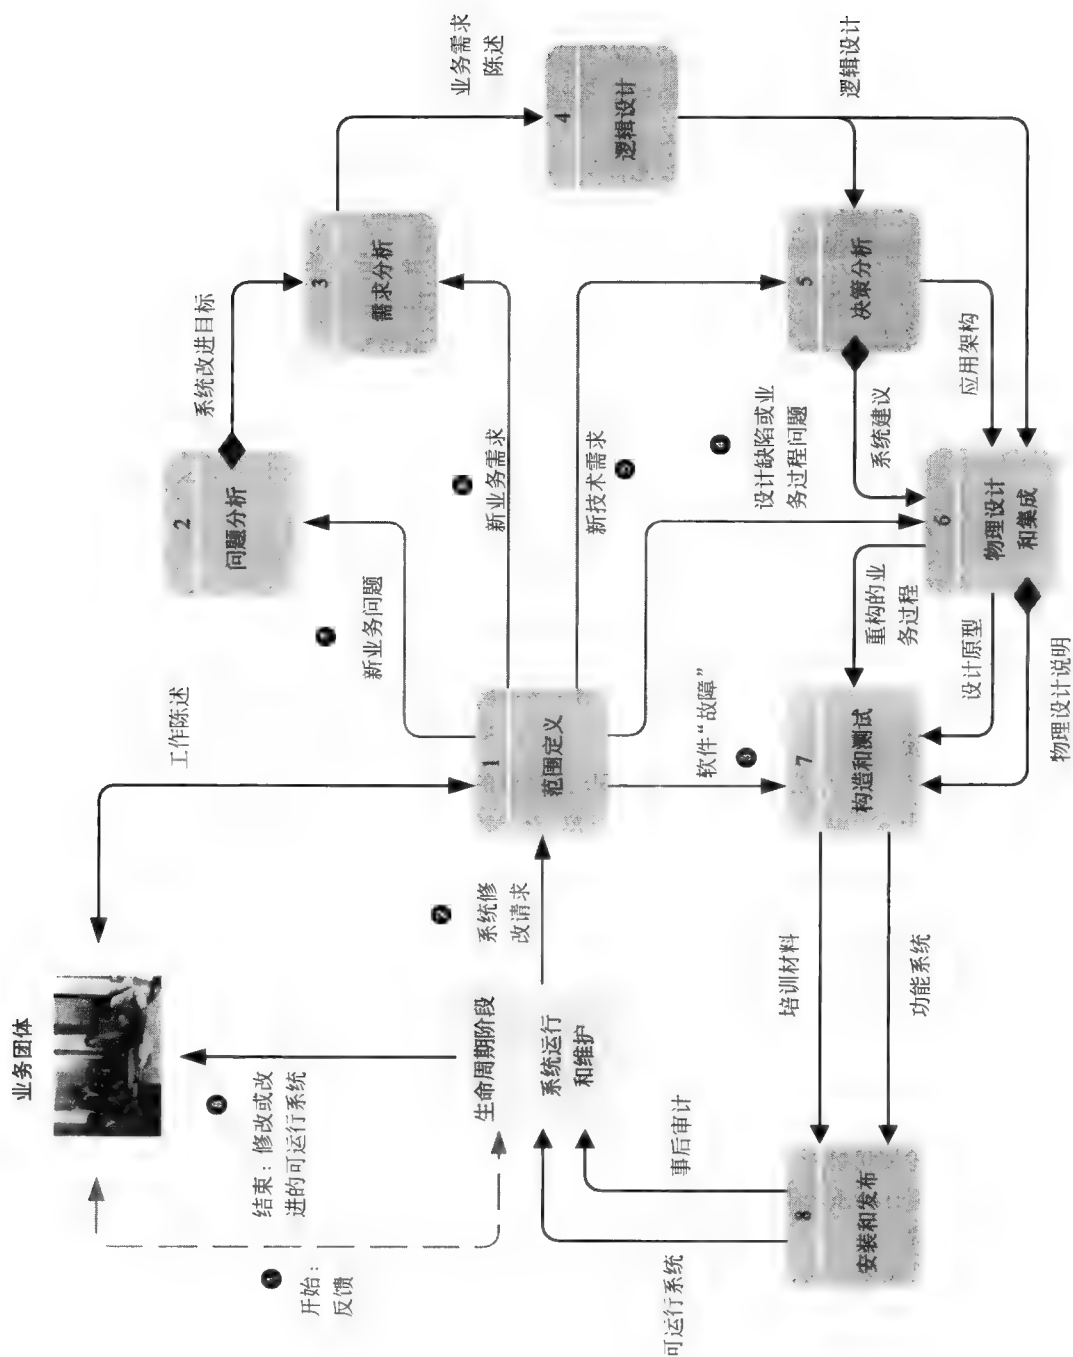 业务团体
开始:
反馈
结束：修改或改
进的可运行系统
❹
工作陈述
系统改进目标
业务需求
陈述
生命周期阶段
系统运行
和维护
系统修
改请求
1
范围定义
新业务问题
2
问题分析
新业务需求
3
需求分析
4
逻辑设计
新技术需求
可运行系统
事后审计
软件“故障”
设计缺陷或业
务过程问题
8
安装和发布
培训材料
功能系统
7
构造和测试
重构的业
务过程
设计原型
物理设计说明
6
物理设计
和集成
系统建议
应用架构
5
决策分析
逻辑设计